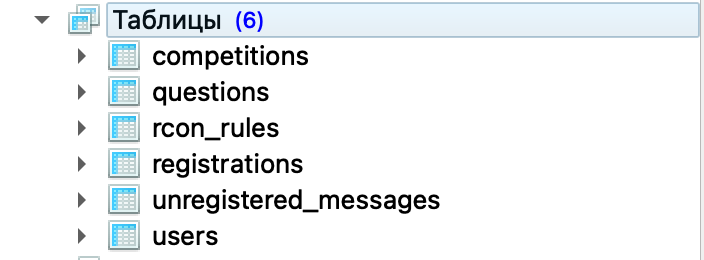 Таблицы (6)
competitions
questions
rcon_rules
registrations
unregistered_messages
users